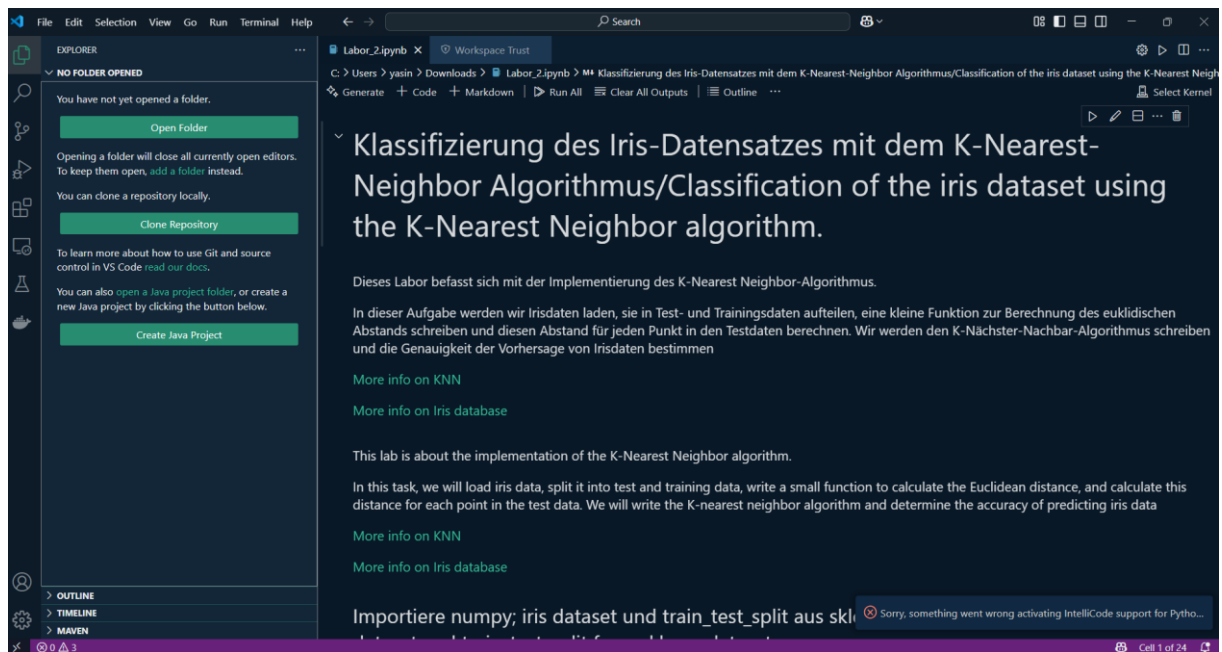 File Edit Selection View Go Run Terminal Help
Search
EXPLORER
Labor_2.ipynb
Workspace Trust
NO FOLDER OPENED
C: > Users > yasin > Downloads > Labor_2.ipynb > M↓ Klassifizierung des Iris-Datensatzes mit dem K-Nearest-Neighbor Algorithmus/Classification of the iris dataset using the K-Nearest Neigh
Generate + Code + Markdown | Run All Clear All Outputs | Outline ...
Select Kernel
You have not yet opened a folder.
Open Folder
Opening a folder will close all currently open editors.
To keep them open, add a folder instead.
You can clone a repository locally.
Clone Repository
To learn more about how to use Git and source
control in VS Code read our docs.
You can also open a Java project folder, or create a
new Java project by clicking the button below.
Create Java Project
OUTLINE
TIMELINE
MAVEN
Klassifizierung des Iris-Datensatzes mit dem K-Nearest-
Neighbor Algorithmus/Classification of the iris dataset using
the K-Nearest Neighbor algorithm.
Dieses Labor befasst sich mit der Implementierung des K-Nearest Neighbor-Algorithmus.
In dieser Aufgabe werden wir Irisdaten laden, sie in Test- und Trainingsdaten aufteilen, eine kleine Funktion zur Berechnung des euklidischen
Abstands schreiben und diesen Abstand für jeden Punkt in den Testdaten berechnen. Wir werden den K-Nächster-Nachbar-Algorithmus schreiben
und die Genauigkeit der Vorhersage von Irisdaten bestimmen
More info on KNN
More info on Iris database
This lab is about the implementation of the K-Nearest Neighbor algorithm.
In this task, we will load iris data, split it into test and training data, write a small function to calculate the Euclidean distance, and calculate this
distance for each point in the test data. We will write the K-nearest neighbor algorithm and determine the accuracy of predicting iris data
More info on KNN
More info on Iris database
Importiere numpy; iris dataset und train_test_split aus skl
Sorry, something went wrong activating IntelliCode support for Pytho...
0 3
Cell 1 of 24